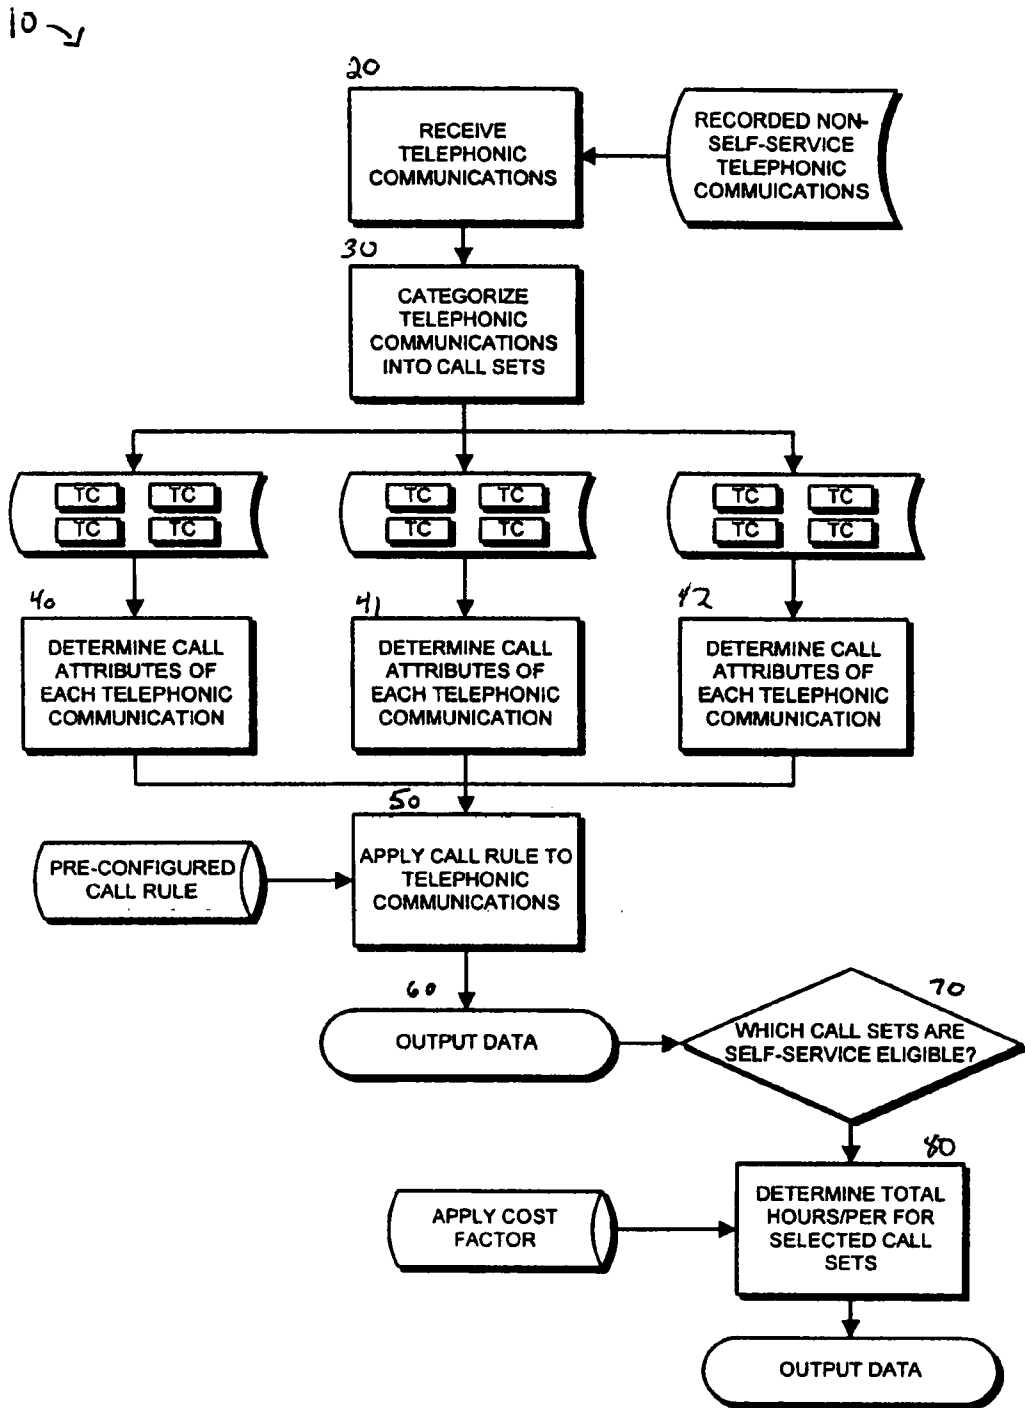 10
20
RECEIVE
TELEPHONIC
COMMUNICATIONS
RECORDED NON-
SELF-SERVICE
TELEPHONIC
COMMUICATIONS
30
CATEGORIZE
TELEPHONIC
COMMUNICATIONS
INTO CALL SETS
TC TC
TC TC
TC TC
TC TC
TC TC
TC TC
40
DETERMINE CALL
ATTRIBUTES OF
EACH TELEPHONIC
COMMUNICATION
41
DETERMINE CALL
ATTRIBUTES OF
EACH TELEPHONIC
COMMUNICATION
42
DETERMINE CALL
ATTRIBUTES OF
EACH TELEPHONIC
COMMUNICATION
50
PRE-CONFIGURED
CALL RULE
APPLY CALL RULE TO
TELEPHONIC
COMMUNICATIONS
60
OUTPUT DATA
70
WHICH CALL SETS ARE
SELF-SERVICE ELIGIBLE?
80
APPLY COST
FACTOR
DETERMINE TOTAL
HOURS/PER FOR
SELECTED CALL
SETS
OUTPUT DATA